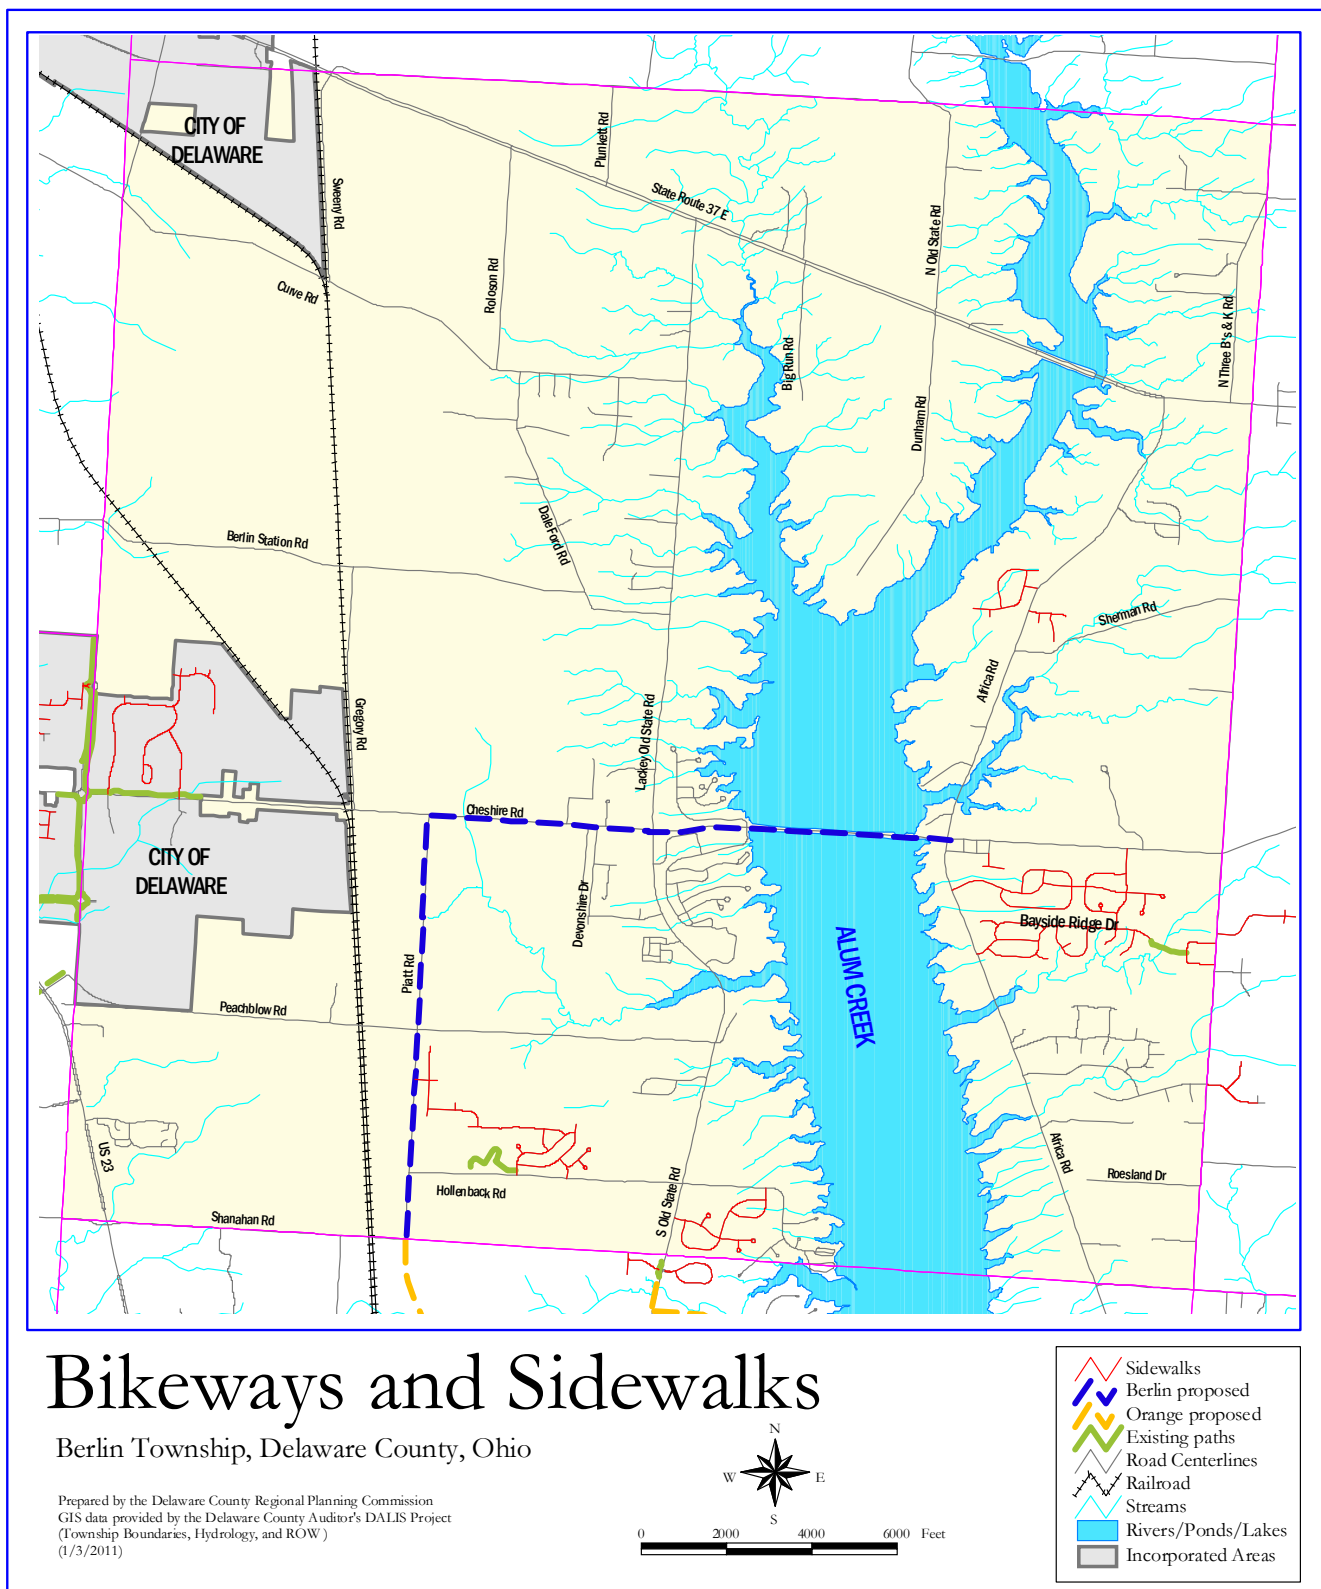 CITY OF
DELAWARE
Plunkett Rd
Sweeny Rd
State Route 37 E
N Old State Rd
Roloson Rd
Curve Rd
N Three B's & K Rd
Big Run Rd
Dunham Rd
Dale Ford Rd
Berlin Station Rd
Sherman Rd
Africa Rd
Lackey Old State Rd
Gregory Rd
Cheshire Rd
CITY OF
DELAWARE
Devonshire Dr
Bayside Ridge Dr
ALUM CREEK
Piatt Rd
Peachblow Rd
US 23
Africa Rd
Roesland Dr
Hollenback Rd
S Old State Rd
Shanahan Rd
Bikeways and Sidewalks
Berlin Township, Delaware County, Ohio
Prepared by the Delaware County Regional Planning Commission
GIS data provided by the Delaware County Auditor's DALIS Project
(Township Boundaries, Hydrology, and ROW )
(1/3/2011)
N
W E
S
0 2000 4000 6000 Feet
Sidewalks
Berlin proposed
Orange proposed
Existing paths
Road Centerlines
Railroad
Streams
Rivers/Ponds/Lakes
Incorporated Areas